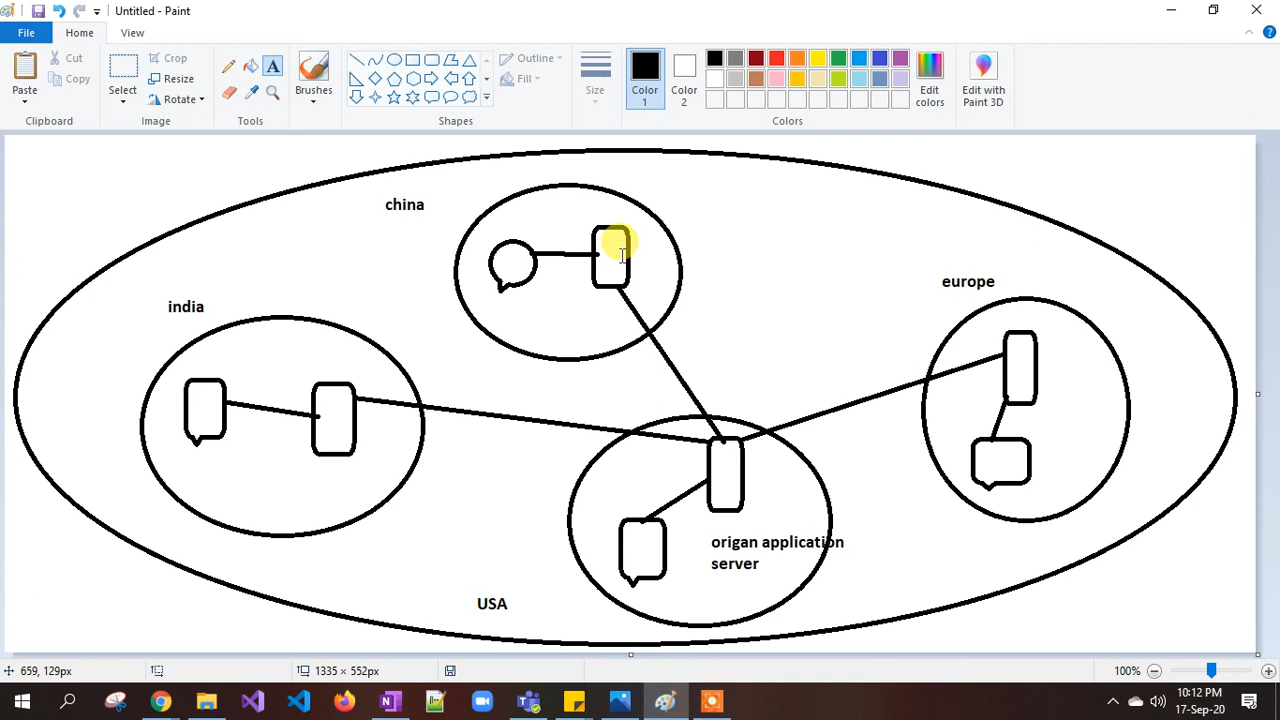 Untitled - Paint
File
Home
View
Paste
Cut
Copy
Clipboard
Select
Crop
Resize
Rotate
Image
A
Tools
Brushes
Shapes
Outline
Fill
Size
Color
1
Color
2
Edit
colors
Colors
Edit with
Paint 3D
china
europe
india
origan application
server
USA
659, 129px
1335 × 552px
100%
10:12 PM
17-Sep-20